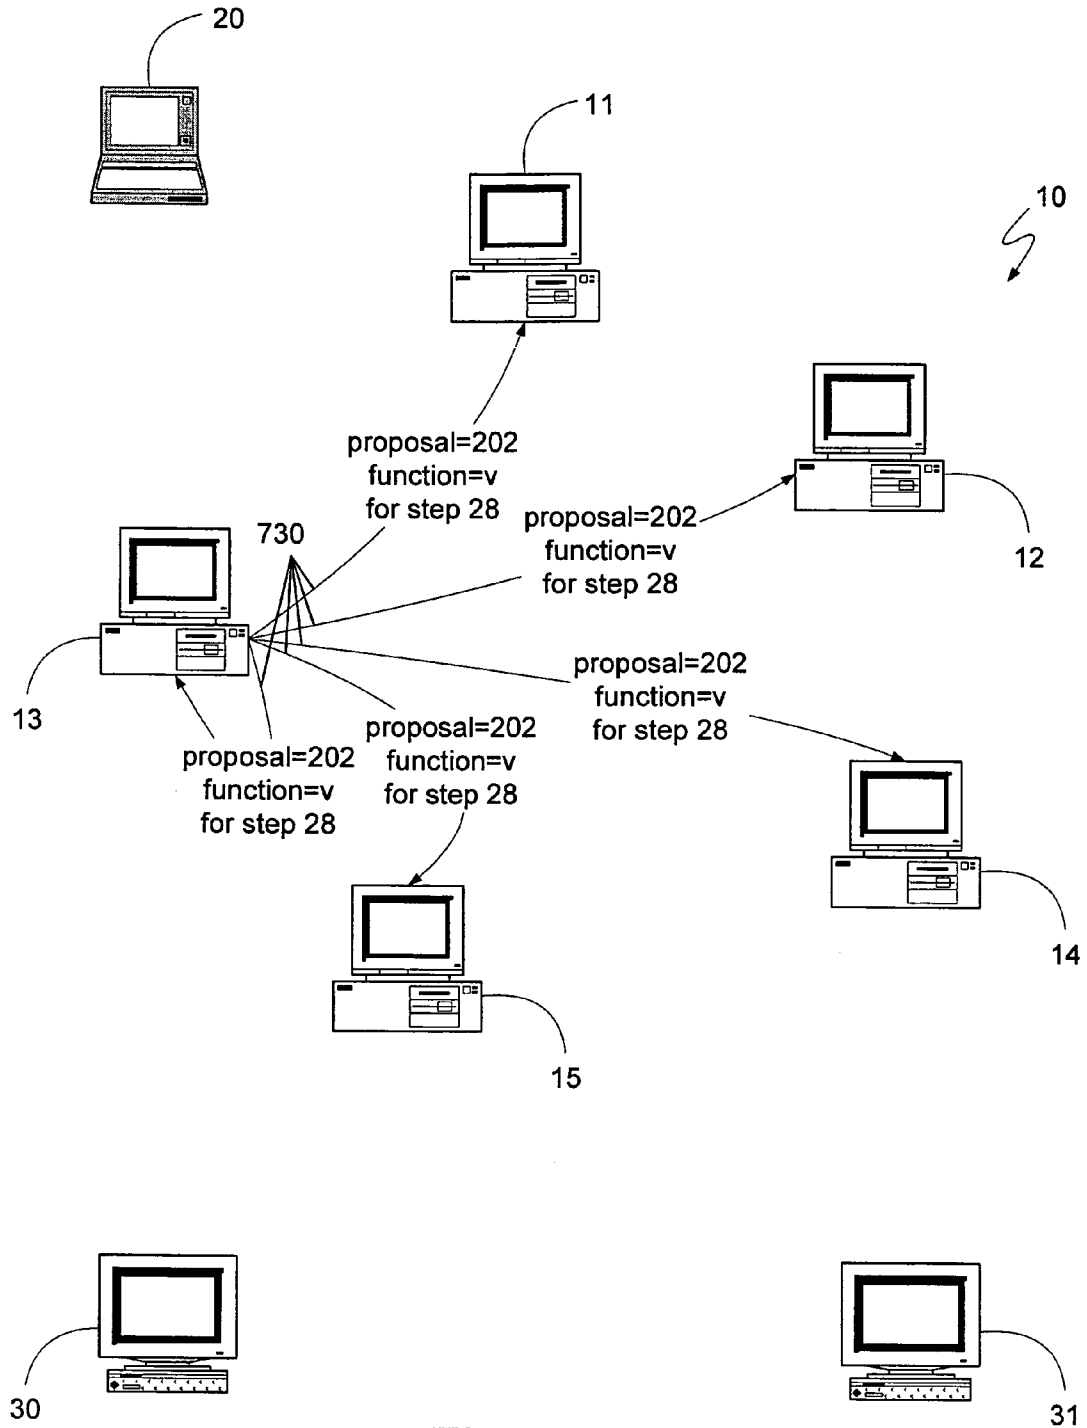 20
11
10
proposal=202
function=v
for step 28
proposal=202
function=v
for step 28
12
730
13
proposal=202
function=v
for step 28
proposal=202
function=v
for step 28
proposal=202
function=v
for step 28
14
15
30
31